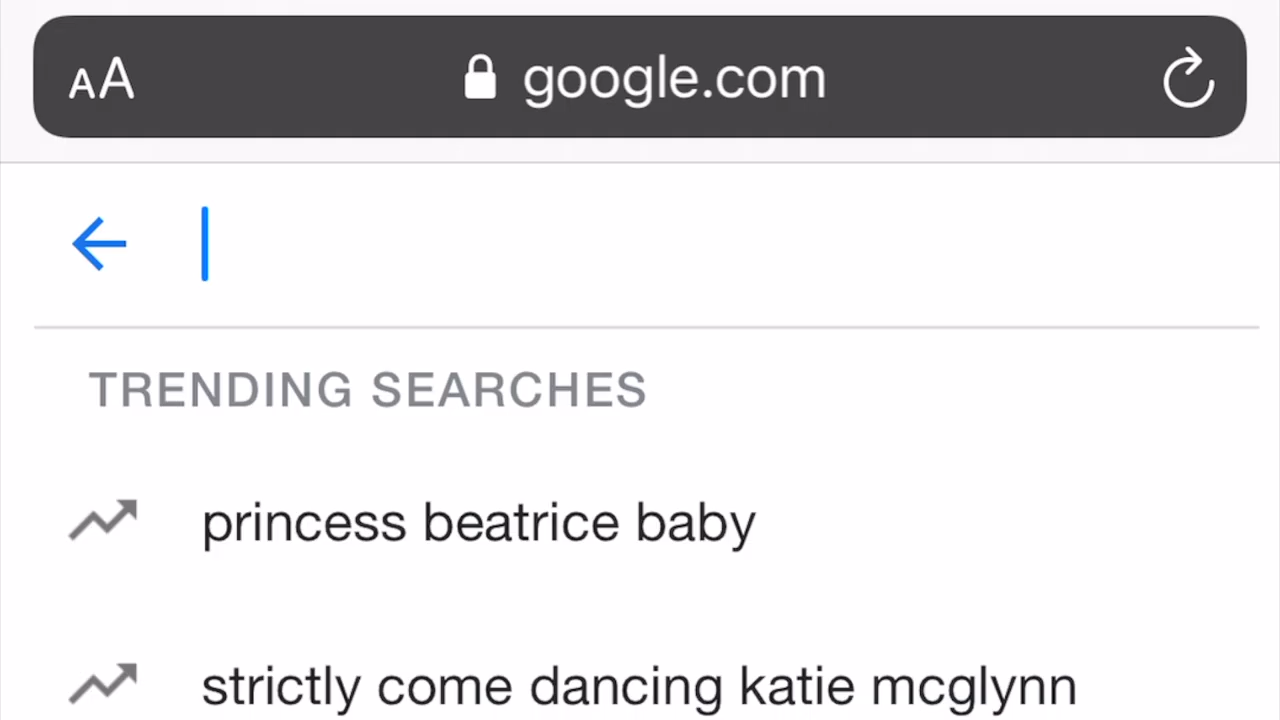 AA google.com
TRENDING SEARCHES
princess beatrice baby
strictly come dancing katie mcglynn